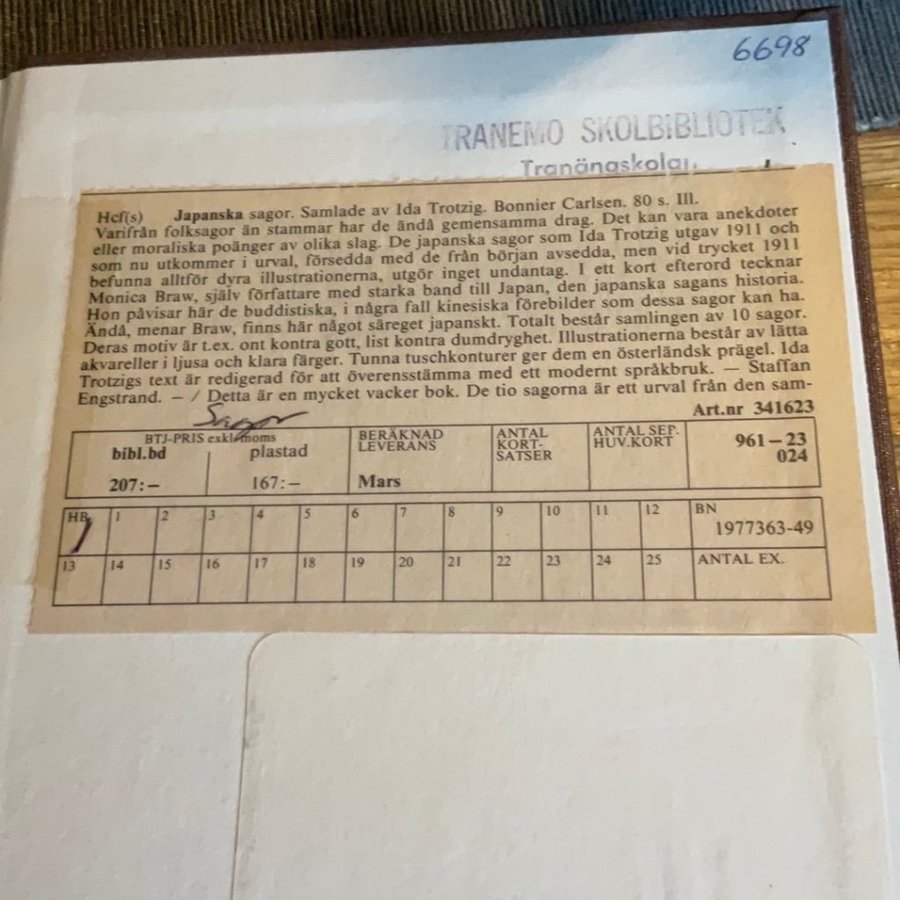 6698
TRANEMO SKOLBIBLIOTEK
Tranängskolan
Hcf(s) Japanska sagor. Samlade av Ida Trotzig. Bonnier Carlsen. 80 s. Ill.
Varifrån folksagor än stammar har de ändå gemensamma drag. Det kan vara anekdoter
eller moraliska poänger av olika slag. De japanska sagor som Ida Trotzig utgav 1911 och
som nu utkommer i urval, försedda med de från början avsedda, men vid trycket 1911
befunna alltför dyra illustrationerna, utgör inget undantag. I ett kort efterord tecknar
Monica Braw, själv författare med starka band till Japan, den japanska sagans historia.
Hon påvisar här de buddistiska, i några fall kinesiska förebilder som dessa sagor kan ha.
Ändå, menar Braw, finns här något säreget japanskt. Totalt består samlingen av 10 sagor.
Deras motiv är t.ex. ont kontra gott, list kontra dumdryghet. Illustrationerna består av lätta
akvareller i ljusa och klara färger. Tunna tuschkonturer ger dem en österländsk prägel. Ida
Trotzigs text är redigerad för att överensstämma med ett modernt språkbruk. — Staffan
Engstrand. – / Detta är en mycket vacker bok. De tio sagorna är ett urval från den sam-
Sagor
Art.nr 341623
BTJ-PRIS exkl moms
bibl.bd plastad
207:– 167:–
BERÄKNAD
LEVERANS
Mars
ANTAL
KORT-
SATSER
ANTAL SEP.
HUV.KORT
961–23
024
HB 1 2 3 4 5 6 7 8 9 10 11 12 BN
1977363-49
13 14 15 16 17 18 19 20 21 22 23 24 25 ANTAL EX.